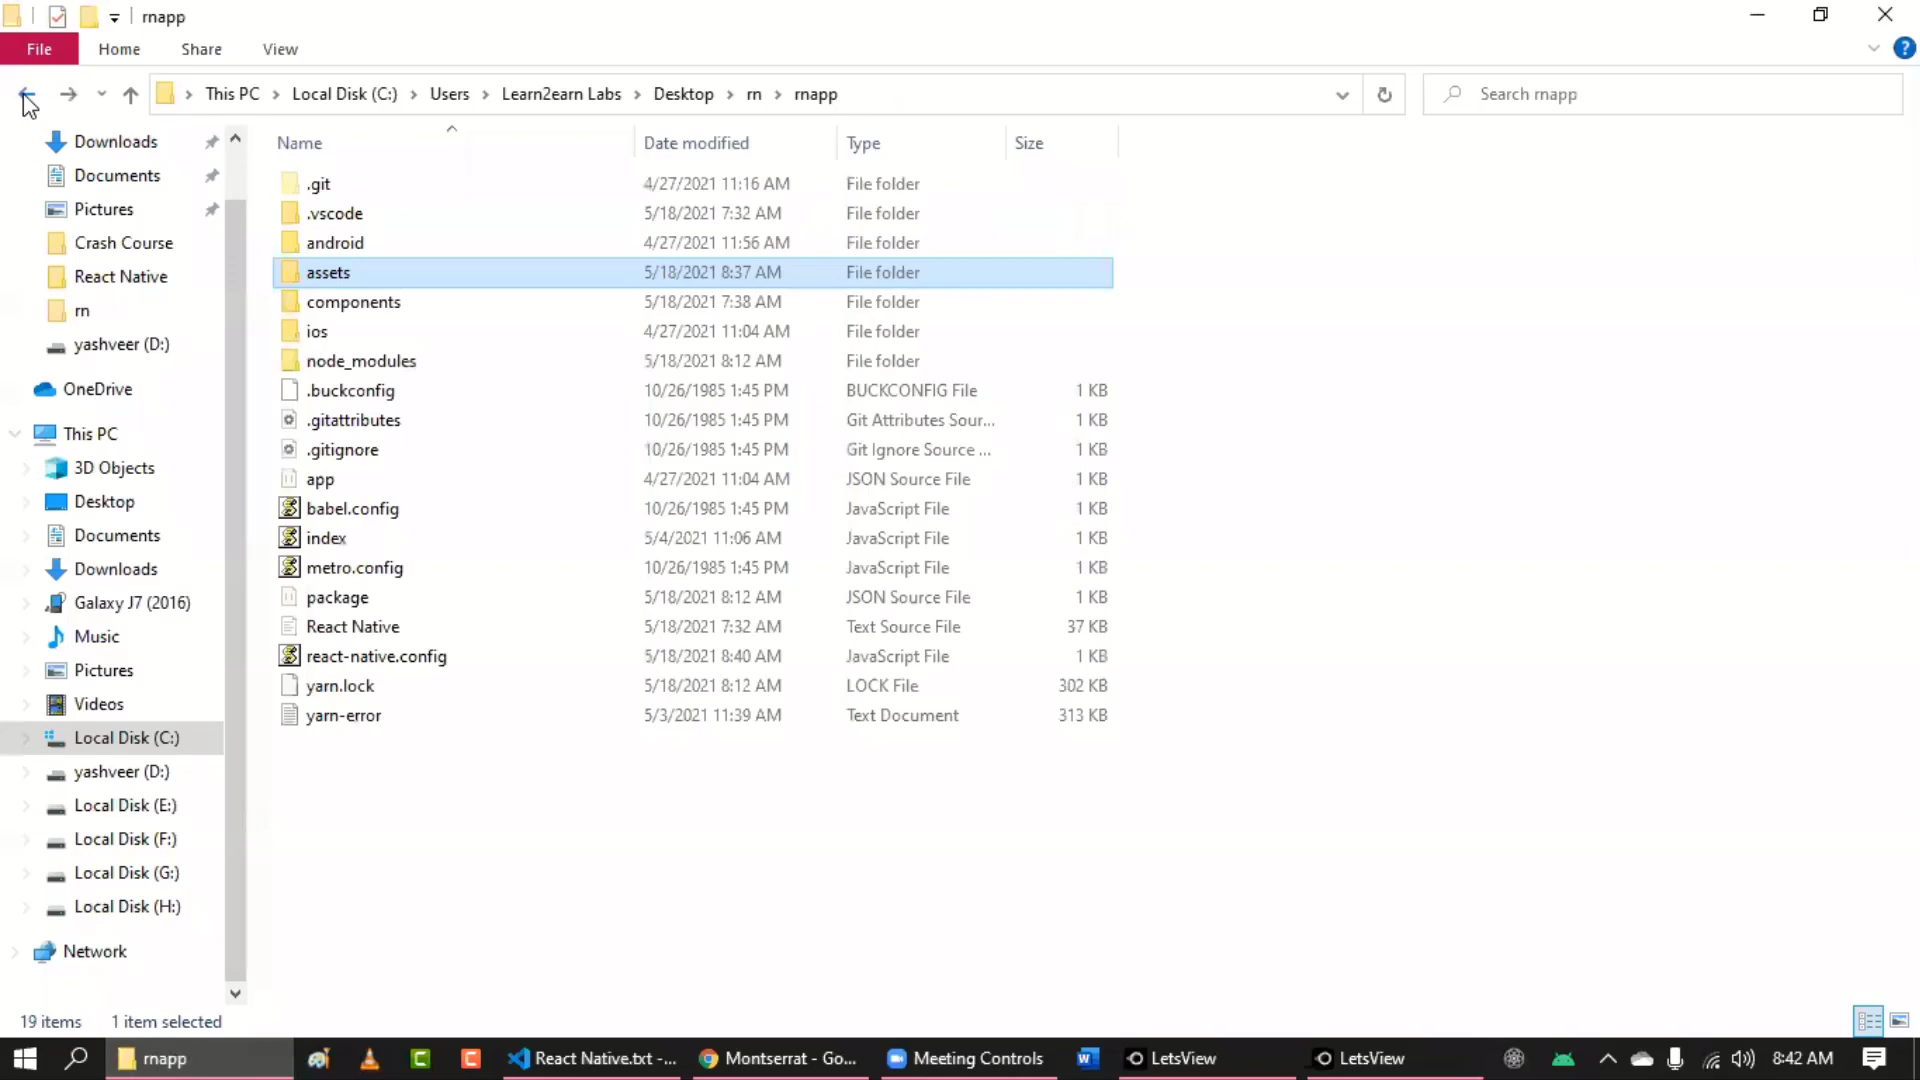 rnapp
File Home Share View
This PC Local Disk (C:) Users Learn2earn Labs Desktop rn rnapp Search rnapp
Downloads
Documents
Pictures
Crash Course
React Native
rn
yashveer (D:)
OneDrive
This PC
3D Objects
Desktop
Documents
Downloads
Galaxy J7 (2016)
Music
Pictures
Videos
Local Disk (C:)
yashveer (D:)
Local Disk (E:)
Local Disk (F:)
Local Disk (G:)
Local Disk (H:)
Network
Name Date modified Type Size
.git 4/27/2021 11:16 AM File folder
.vscode 5/18/2021 7:32 AM File folder
android 4/27/2021 11:56 AM File folder
assets 5/18/2021 8:37 AM File folder
components 5/18/2021 7:38 AM File folder
ios 4/27/2021 11:04 AM File folder
node_modules 5/18/2021 8:12 AM File folder
.buckconfig 10/26/1985 1:45 PM BUCKCONFIG File 1 KB
.gitattributes 10/26/1985 1:45 PM Git Attributes Sour... 1 KB
.gitignore 10/26/1985 1:45 PM Git Ignore Source ... 1 KB
app 4/27/2021 11:04 AM JSON Source File 1 KB
babel.config 10/26/1985 1:45 PM JavaScript File 1 KB
index 5/4/2021 11:06 AM JavaScript File 1 KB
metro.config 10/26/1985 1:45 PM JavaScript File 1 KB
package 5/18/2021 8:12 AM JSON Source File 1 KB
React Native 5/18/2021 7:32 AM Text Source File 37 KB
react-native.config 5/18/2021 8:40 AM JavaScript File 1 KB
yarn.lock 5/18/2021 8:12 AM LOCK File 302 KB
yarn-error 5/3/2021 11:39 AM Text Document 313 KB
19 items 1 item selected
rnapp React Native.txt -... Montserrat - Go... Meeting Controls LetsView LetsView 8:42 AM